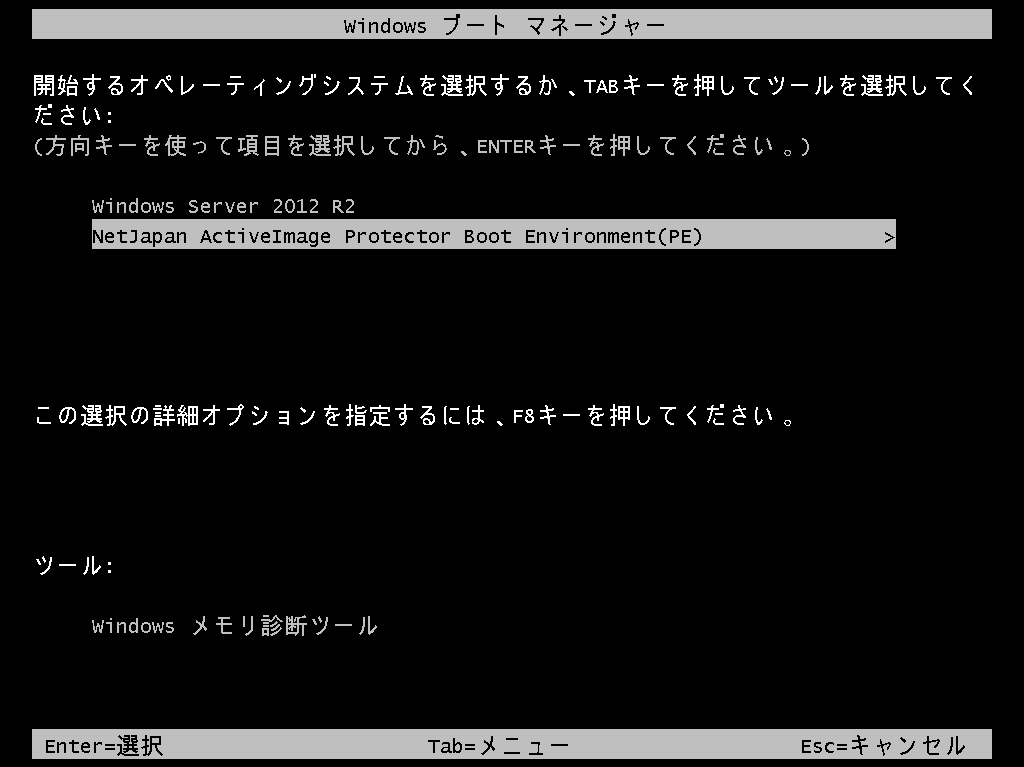 Windows ブート マネージャー
開始するオペレーティングシステムを選択するか、TABキーを押してツールを選択してく
ださい:
(方向キーを使って項目を選択してから、ENTERキーを押してください。)
Windows Server 2012 R2
NetJapan ActiveImage Protector Boot Environment(PE) >
この選択の詳細オプションを指定するには、F8キーを押してください。
ツール:
Windows メモリ診断ツール
Enter=選択 Tab=メニュー Esc=キャンセル